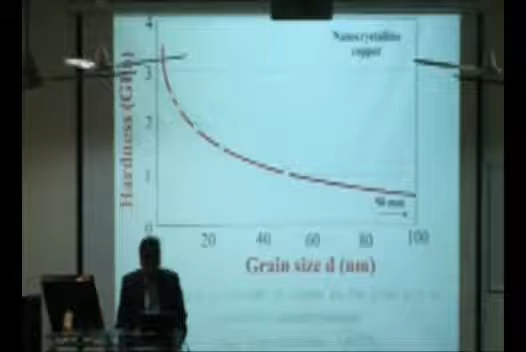 4
Nanocrystalline
copper
3
Hardness (GPa)
2
1
50 nm
0
20 40 60 80 100
Grain size d (nm)